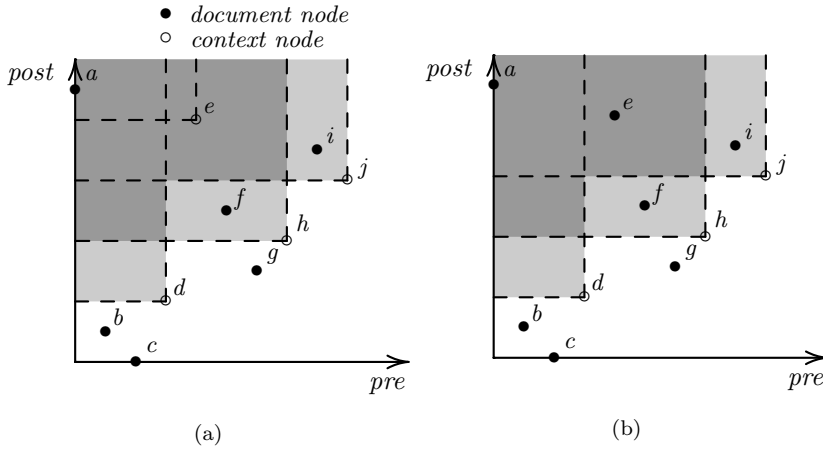 document node
context node
post
a
e
i
j
f
h
g
d
b
c
pre
(a)
post
a
e
i
j
f
h
g
d
b
c
pre
(b)